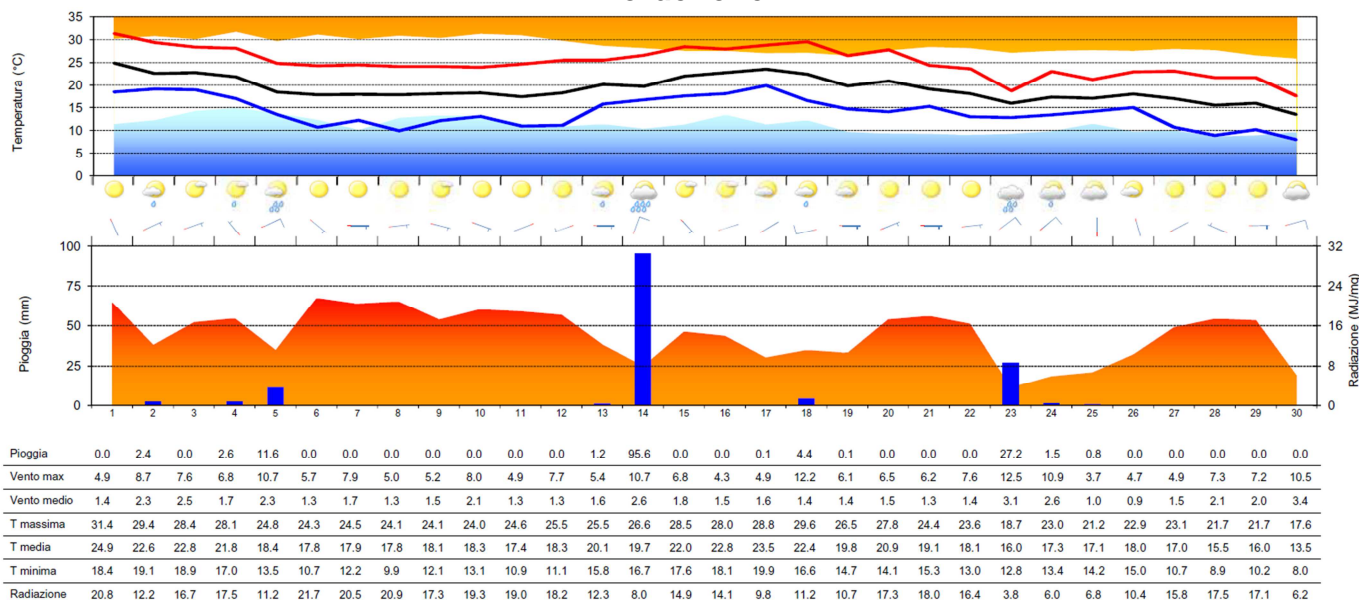 35
30
25
20
15
10
5
0
Temperatura (°C)
100
75
50
25
0
Pioggia (mm)
32
24
16
8
0
Radiazione (MJ/mq)
1 2 3 4 5 6 7 8 9 10 11 12 13 14 15 16 17 18 19 20 21 22 23 24 25 26 27 28 29 30
Pioggia 0.0 2.4 0.0 2.6 11.6 0.0 0.0 0.0 0.0 0.0 0.0 0.0 1.2 95.6 0.0 0.0 0.1 4.4 0.1 0.0 0.0 0.0 27.2 1.5 0.8 0.0 0.0 0.0 0.0 0.0
Vento max 4.9 8.7 7.6 6.8 10.7 5.7 7.9 5.0 5.2 8.0 4.9 7.7 5.4 10.7 6.8 4.3 4.9 12.2 6.1 6.5 6.2 7.6 12.5 10.9 3.7 4.7 4.9 7.3 7.2 10.5
Vento medio 1.4 2.3 2.5 1.7 2.3 1.3 1.7 1.3 1.5 2.1 1.3 1.3 1.6 2.6 1.8 1.5 1.6 1.4 1.4 1.5 1.3 1.4 3.1 2.6 1.0 0.9 1.5 2.1 2.0 3.4
T massima 31.4 29.4 28.4 28.1 24.8 24.3 24.5 24.1 24.1 24.0 24.6 25.5 25.5 26.6 28.5 28.0 28.8 29.6 26.5 27.8 24.4 23.6 18.7 23.0 21.2 22.9 23.1 21.7 21.7 17.6
T media 24.9 22.6 22.8 21.8 18.4 17.8 17.9 17.8 18.1 18.3 17.4 18.3 20.1 19.7 22.0 22.8 23.5 22.4 19.8 20.9 19.1 18.1 16.0 17.3 17.1 18.0 17.0 15.5 16.0 13.5
T minima 18.4 19.1 18.9 17.0 13.5 10.7 12.2 9.9 12.1 13.1 10.9 11.1 15.8 16.7 17.6 18.1 19.9 16.6 14.7 14.1 15.3 13.0 12.8 13.4 14.2 15.0 10.7 8.9 10.2 8.0
Radiazione 20.8 12.2 16.7 17.5 11.2 21.7 20.5 20.9 17.3 19.3 19.0 18.2 12.3 8.0 14.9 14.1 9.8 11.2 10.7 17.3 18.0 16.4 3.8 6.0 6.8 10.4 15.8 17.5 17.1 6.2